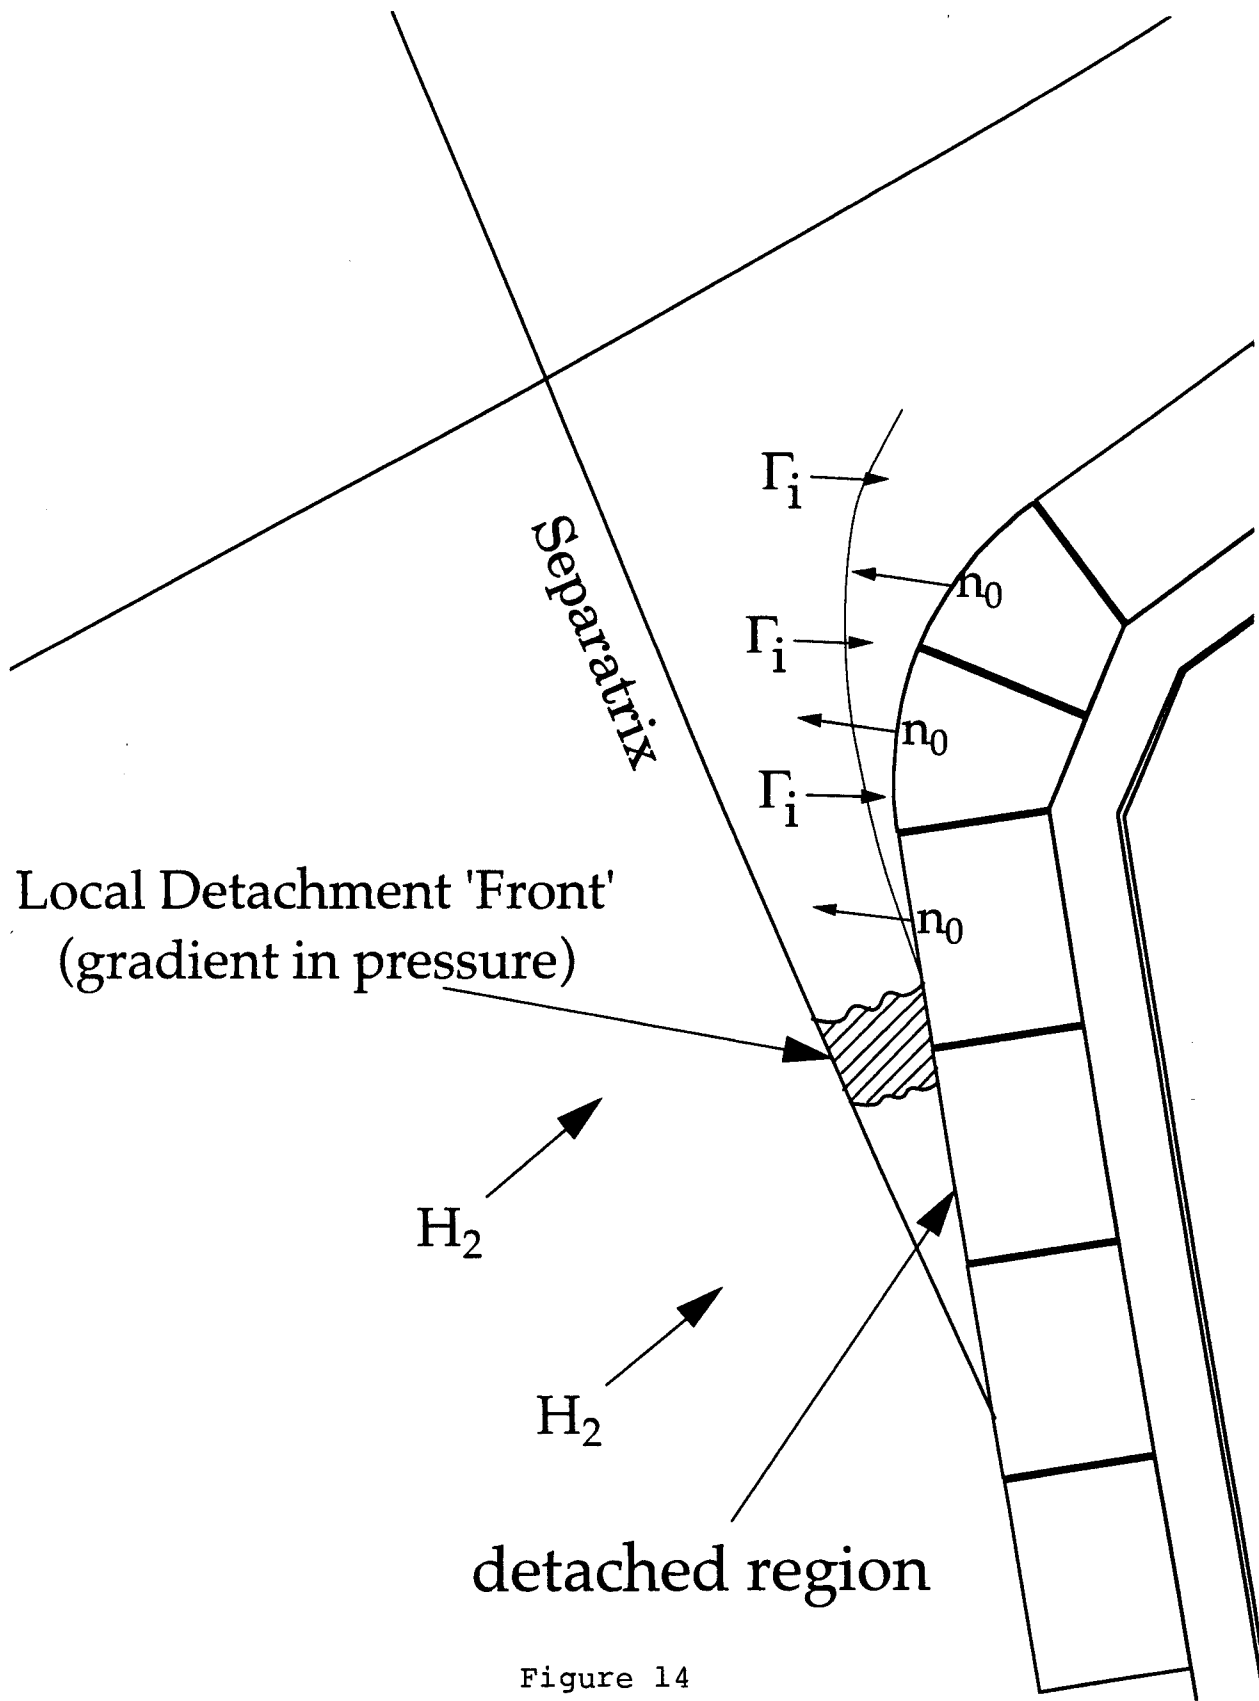 Γi
n0
Separatrix
Γi
n0
Γi
Local Detachment 'Front'
(gradient in pressure)
n0
H2
H2
detached region
Figure 14